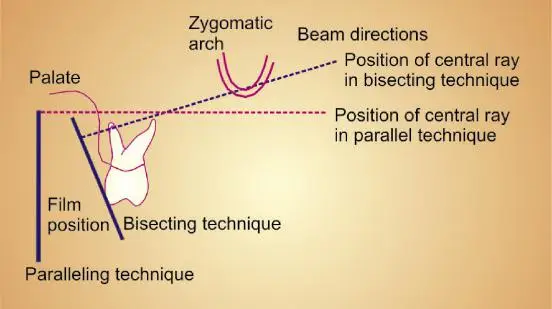 Zygomatic
arch
Beam directions
Position of central ray
in bisecting technique
Palate
Position of central ray
in parallel technique
Film
position
Bisecting technique
Paralleling technique